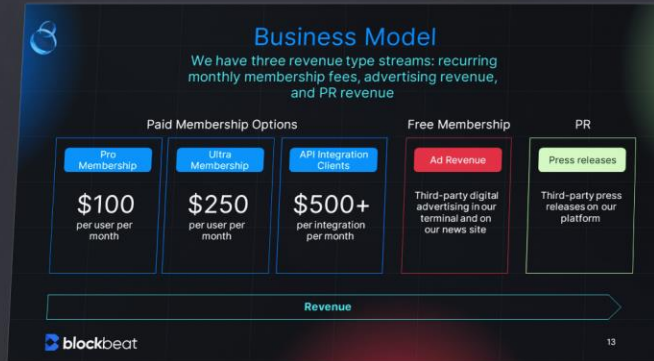 Business Model
We have three revenue type streams: recurring
monthly membership fees, advertising revenue,
and PR revenue
Paid Membership Options
Free Membership
PR
Pro
Membership
$100
per user per
month
Ultra
Membership
$250
per user per
month
API Integration
Clients
$500+
per integration
per month
Ad Revenue
Third-party digital
advertising in our
terminal and on
our news site
Press releases
Third-party press
releases on our
platform
Revenue
blockbeat
13